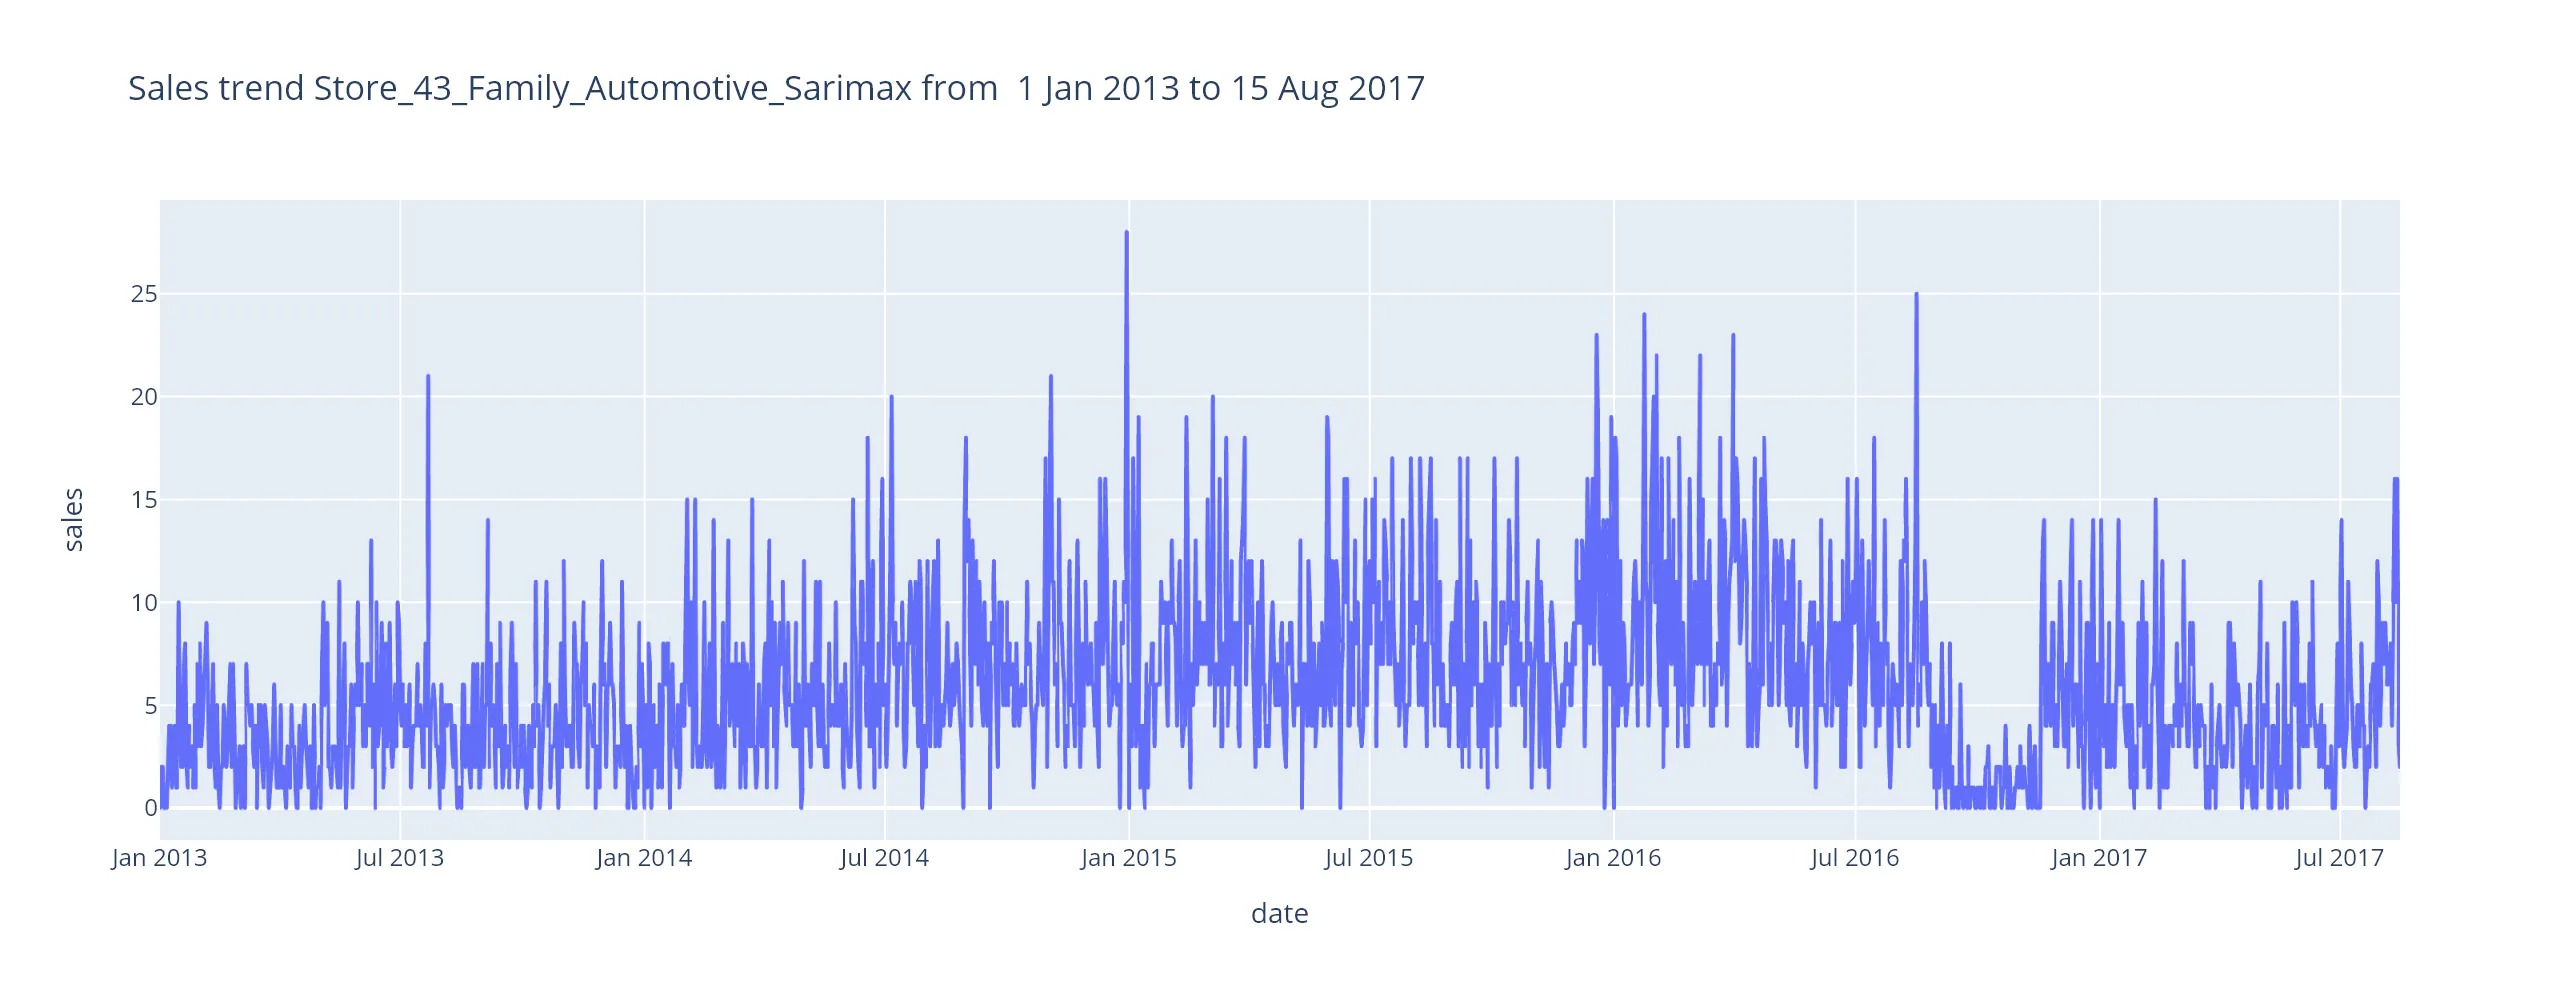 Sales trend Store_43_Family_Automotive_Sarimax from  1 Jan 2013 to 15 Aug 2017
25
20
15
10
5
0
sales
Jan 2013 Jul 2013 Jan 2014 Jul 2014 Jan 2015 Jul 2015 Jan 2016 Jul 2016 Jan 2017 Jul 2017
date